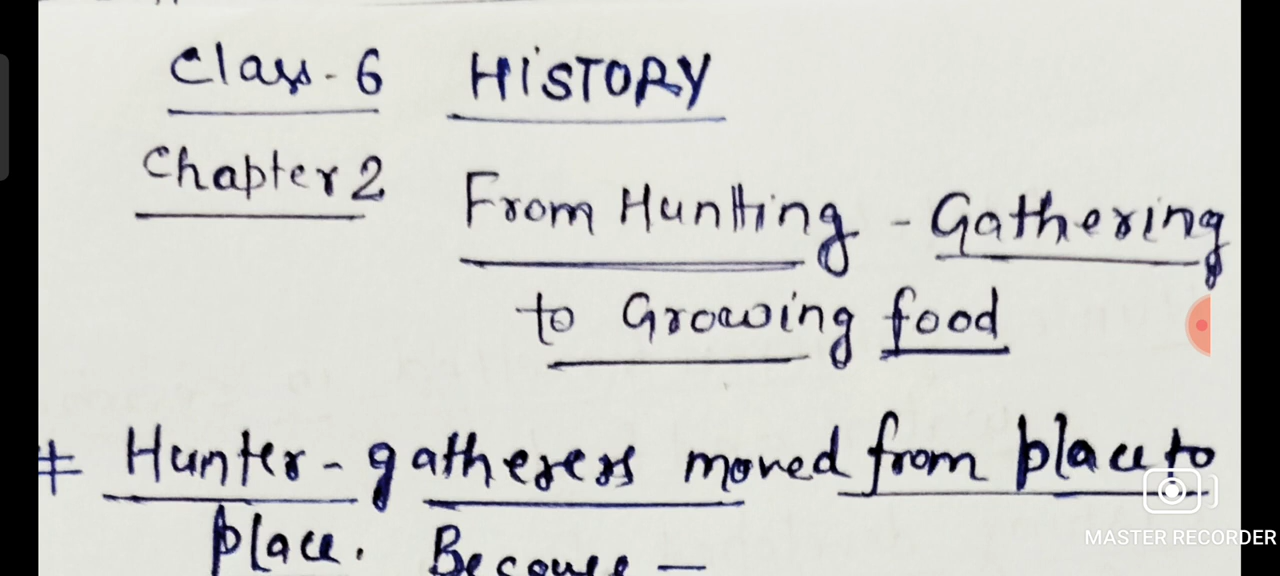 Class - 6 HiSTORY
Chapter 2 From Huntting - Gathering
to Growing food
# Hunter - gatherers moved from place to
place. Because —
MASTER RECORDER